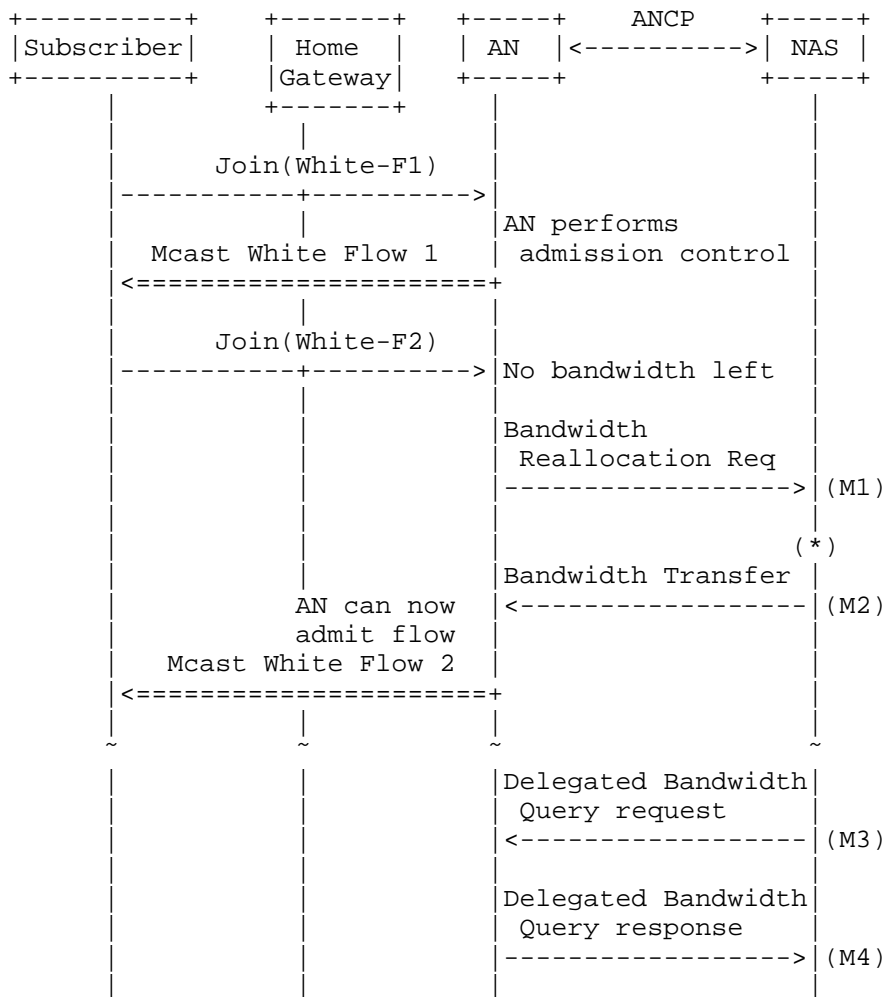 ANCP
Subscriber Home AN <----------> NAS
Gateway
Join(White-F1)
-----------+---------->
AN performs
Mcast White Flow 1 admission control
<======================+
Join(White-F2)
-----------+----------> No bandwidth left
Bandwidth
Reallocation Req
------------------> (M1)
(*)
Bandwidth Transfer
AN can now <------------------ (M2)
admit flow
Mcast White Flow 2
<======================+
~ ~ ~ ~
Delegated Bandwidth
Query request
<------------------ (M3)
Delegated Bandwidth
Query response
------------------> (M4)